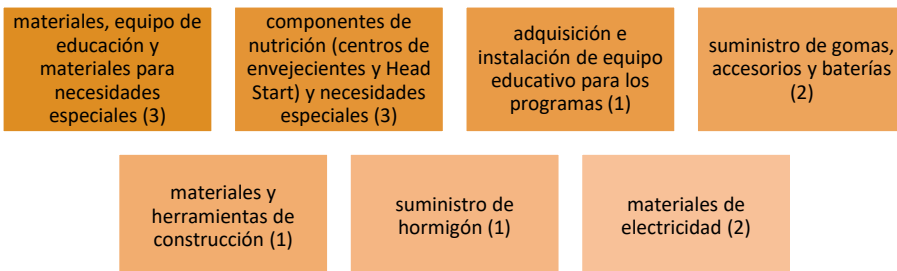 materiales, equipo de
educación y
materiales para
necesidades
especiales (3)
componentes de
nutrición (centros de
envejecientes y Head
Start) y necesidades
especiales (3)
adquisición e
instalación de equipo
educativo para los
programas (1)
suministro de gomas,
accesorios y baterías
(2)
materiales y
herramientas de
construcción (1)
suministro de
hormigón (1)
materiales de
electricidad (2)